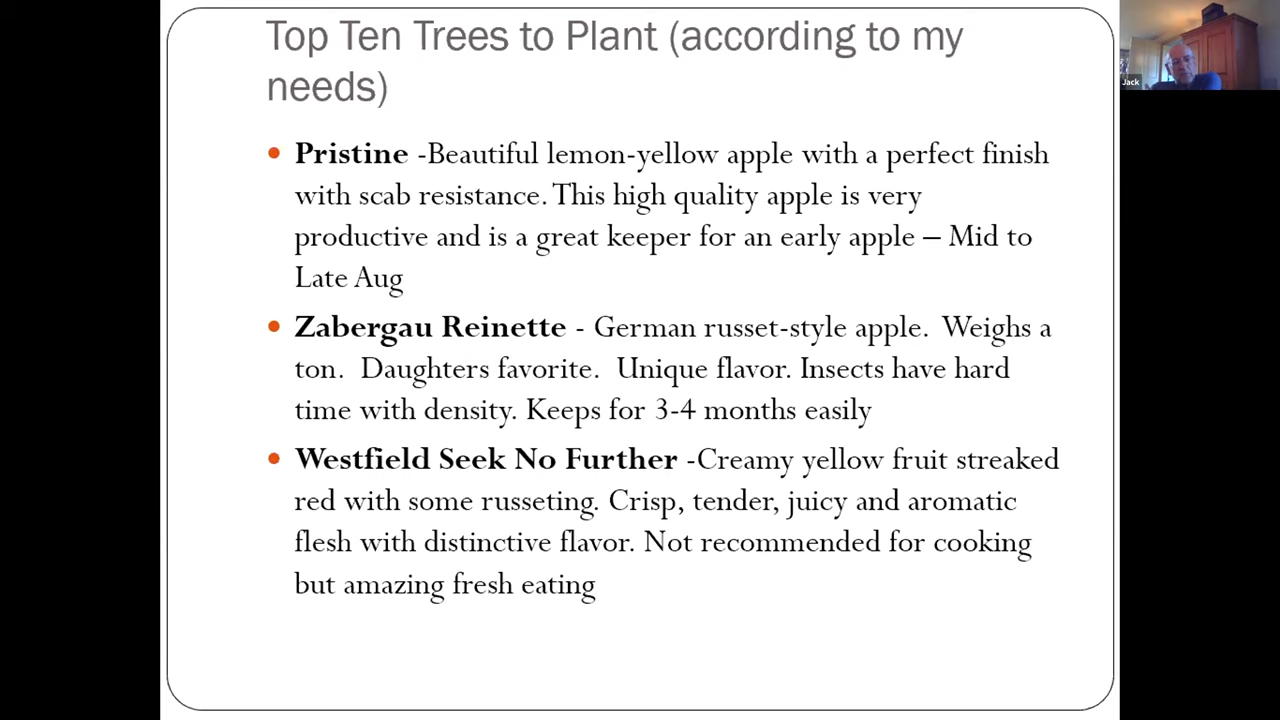 Top Ten Trees to Plant (according to my
needs)
• Pristine -Beautiful lemon-yellow apple with a perfect finish
with scab resistance. This high quality apple is very
productive and is a great keeper for an early apple – Mid to
Late Aug
• Zabergau Reinette - German russet-style apple.  Weighs a
ton.  Daughters favorite.  Unique flavor. Insects have hard
time with density. Keeps for 3-4 months easily
• Westfield Seek No Further -Creamy yellow fruit streaked
red with some russeting. Crisp, tender, juicy and aromatic
flesh with distinctive flavor. Not recommended for cooking
but amazing fresh eating
Jack